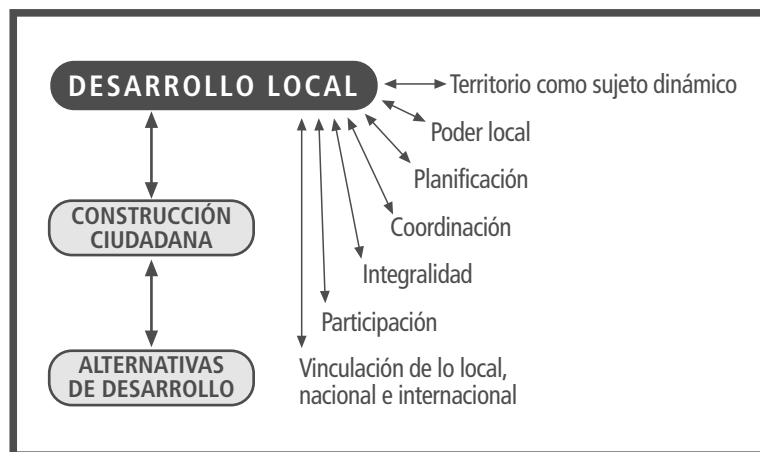 DESARROLLO LOCAL
Territorio como sujeto dinámico
Poder local
Planificación
CONSTRUCCIÓN
CIUDADANA
Coordinación
Integralidad
Participación
ALTERNATIVAS
DE DESARROLLO
Vinculación de lo local,
nacional e internacional